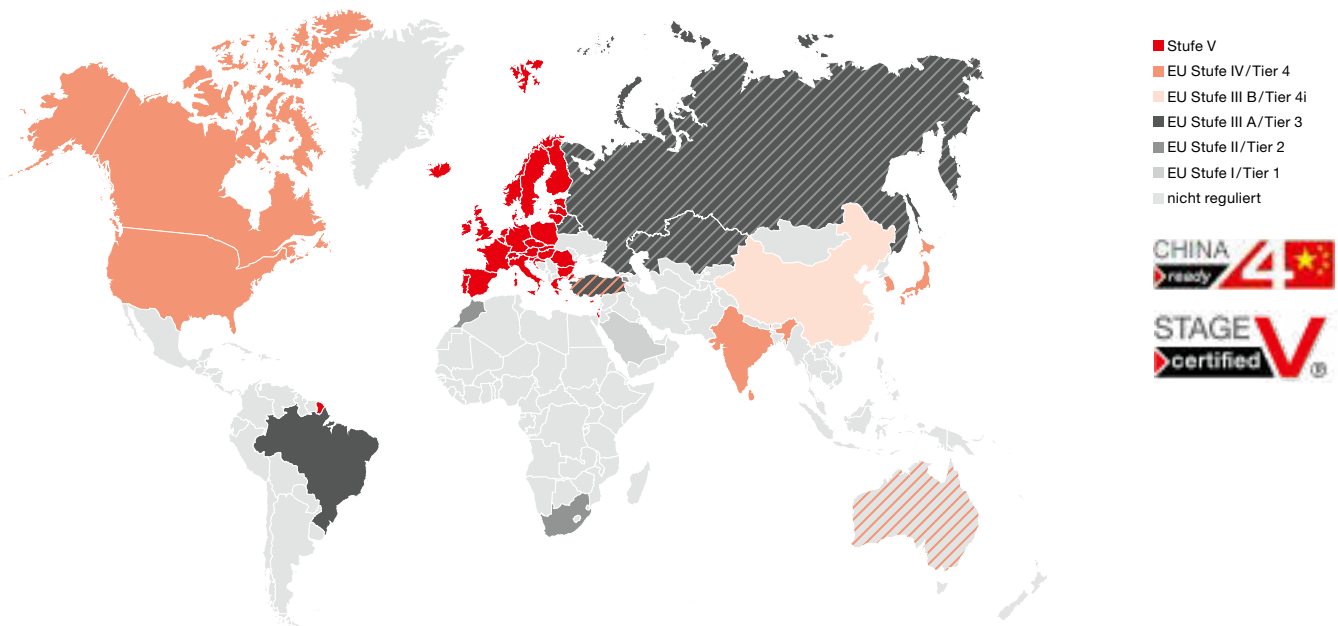 Stufe V
EU Stufe IV/Tier 4
EU Stufe III B/Tier 4i
EU Stufe III A/Tier 3
EU Stufe II/Tier 2
EU Stufe I/Tier 1
nicht reguliert
CHINA 4
ready
STAGE V
certified ®